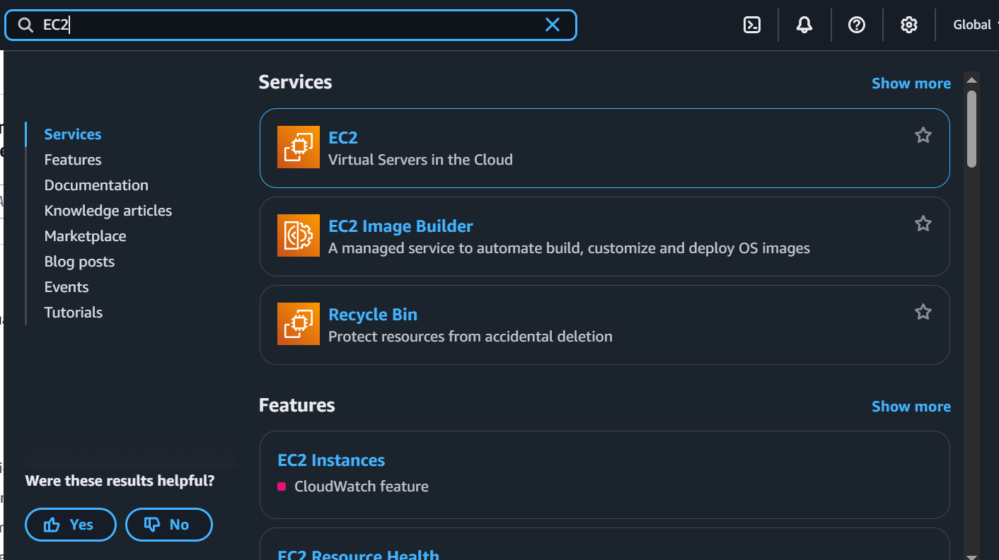 EC2
Global
Services
Features
Documentation
Knowledge articles
Marketplace
Blog posts
Events
Tutorials
Were these results helpful?
Yes
No
Services
Show more
EC2
Virtual Servers in the Cloud
EC2 Image Builder
A managed service to automate build, customize and deploy OS images
Recycle Bin
Protect resources from accidental deletion
Features
Show more
EC2 Instances
CloudWatch feature
EC2 Resource Health